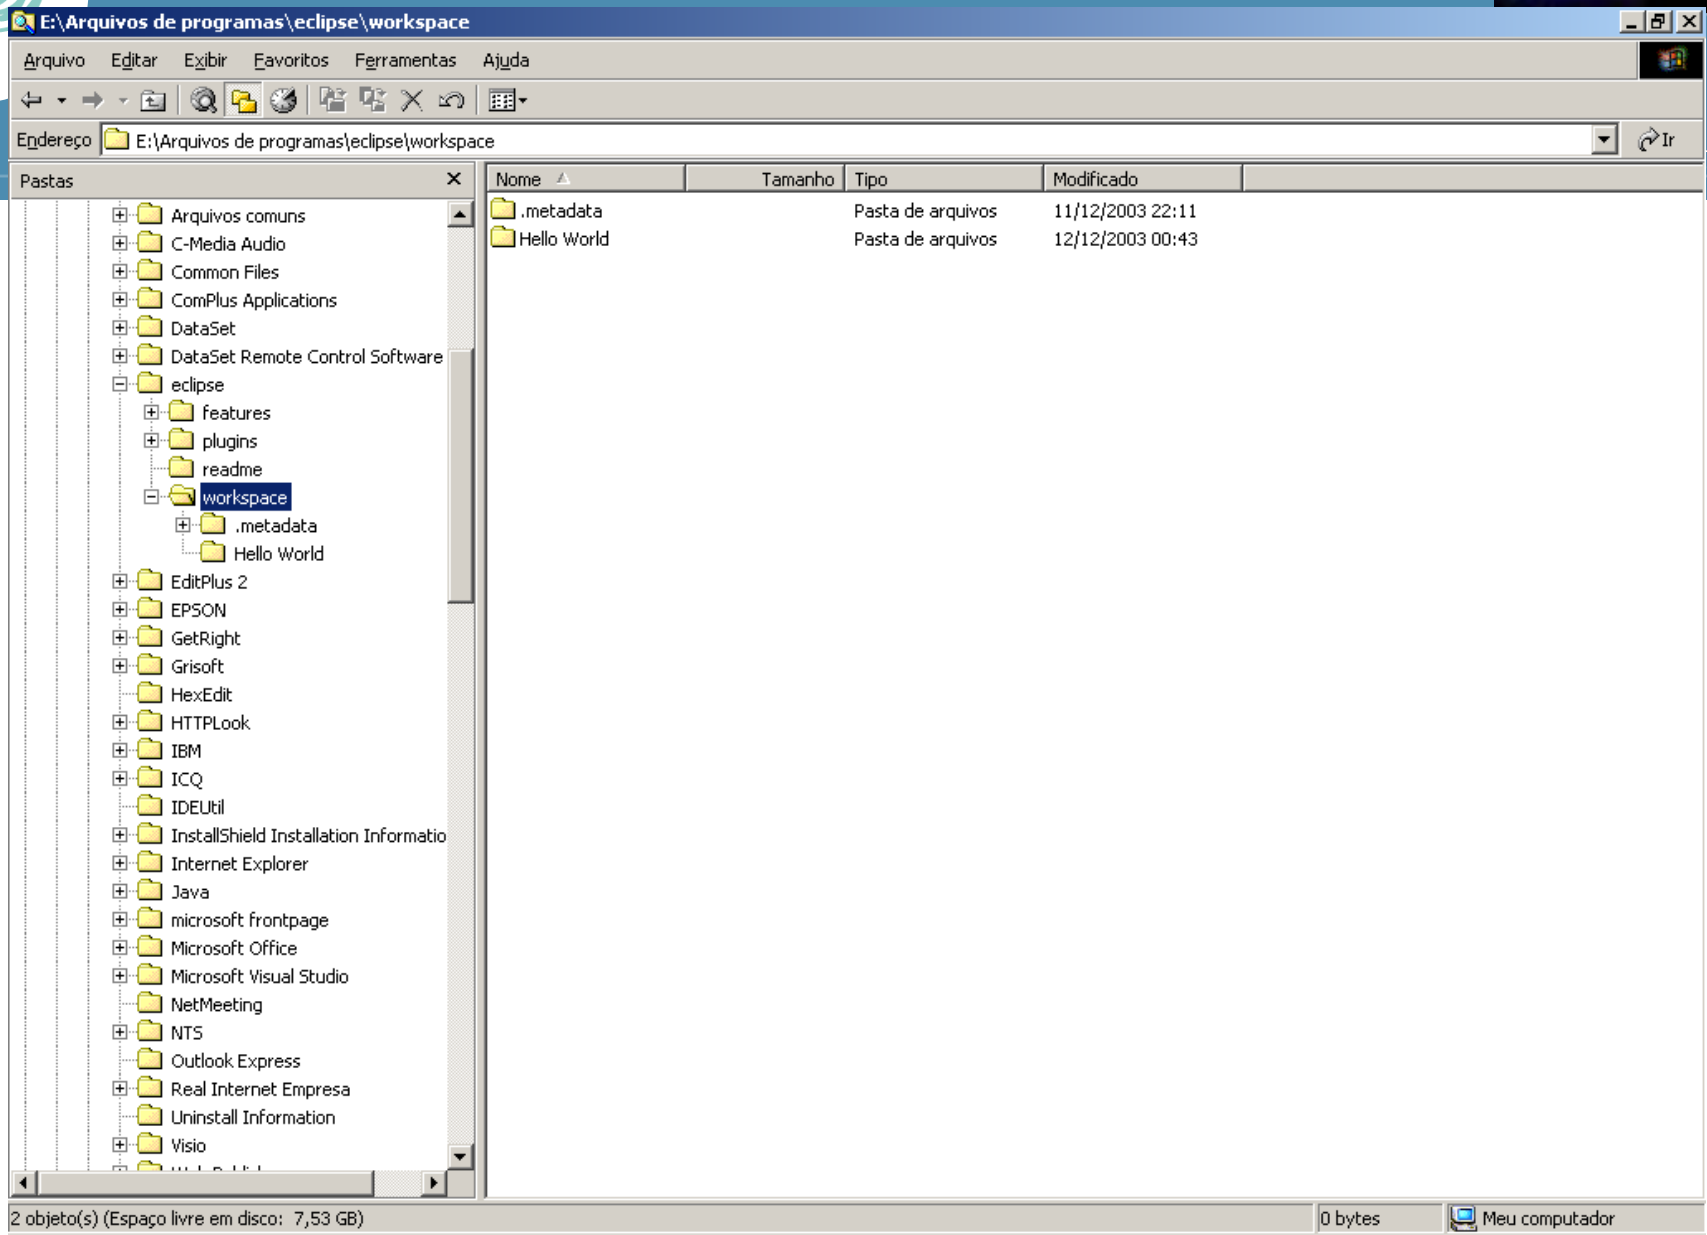 E:\Arquivos de programas\eclipse\workspace
Arquivo Editar Exibir Favoritos Ferramentas Ajuda
Endereço E:\Arquivos de programas\eclipse\workspace Ir
Pastas
Nome Tamanho Tipo Modificado
.metadata Pasta de arquivos 11/12/2003 22:11
Hello World Pasta de arquivos 12/12/2003 00:43
Arquivos comuns
C-Media Audio
Common Files
ComPlus Applications
DataSet
DataSet Remote Control Software
eclipse
features
plugins
readme
workspace
.metadata
Hello World
EditPlus 2
EPSON
GetRight
Grisoft
HexEdit
HTTPLook
IBM
ICQ
IDEUtil
InstallShield Installation Informatio
Internet Explorer
Java
microsoft frontpage
Microsoft Office
Microsoft Visual Studio
NetMeeting
NTS
Outlook Express
Real Internet Empresa
Uninstall Information
Visio
2 objeto(s) (Espaço livre em disco: 7,53 GB) 0 bytes Meu computador